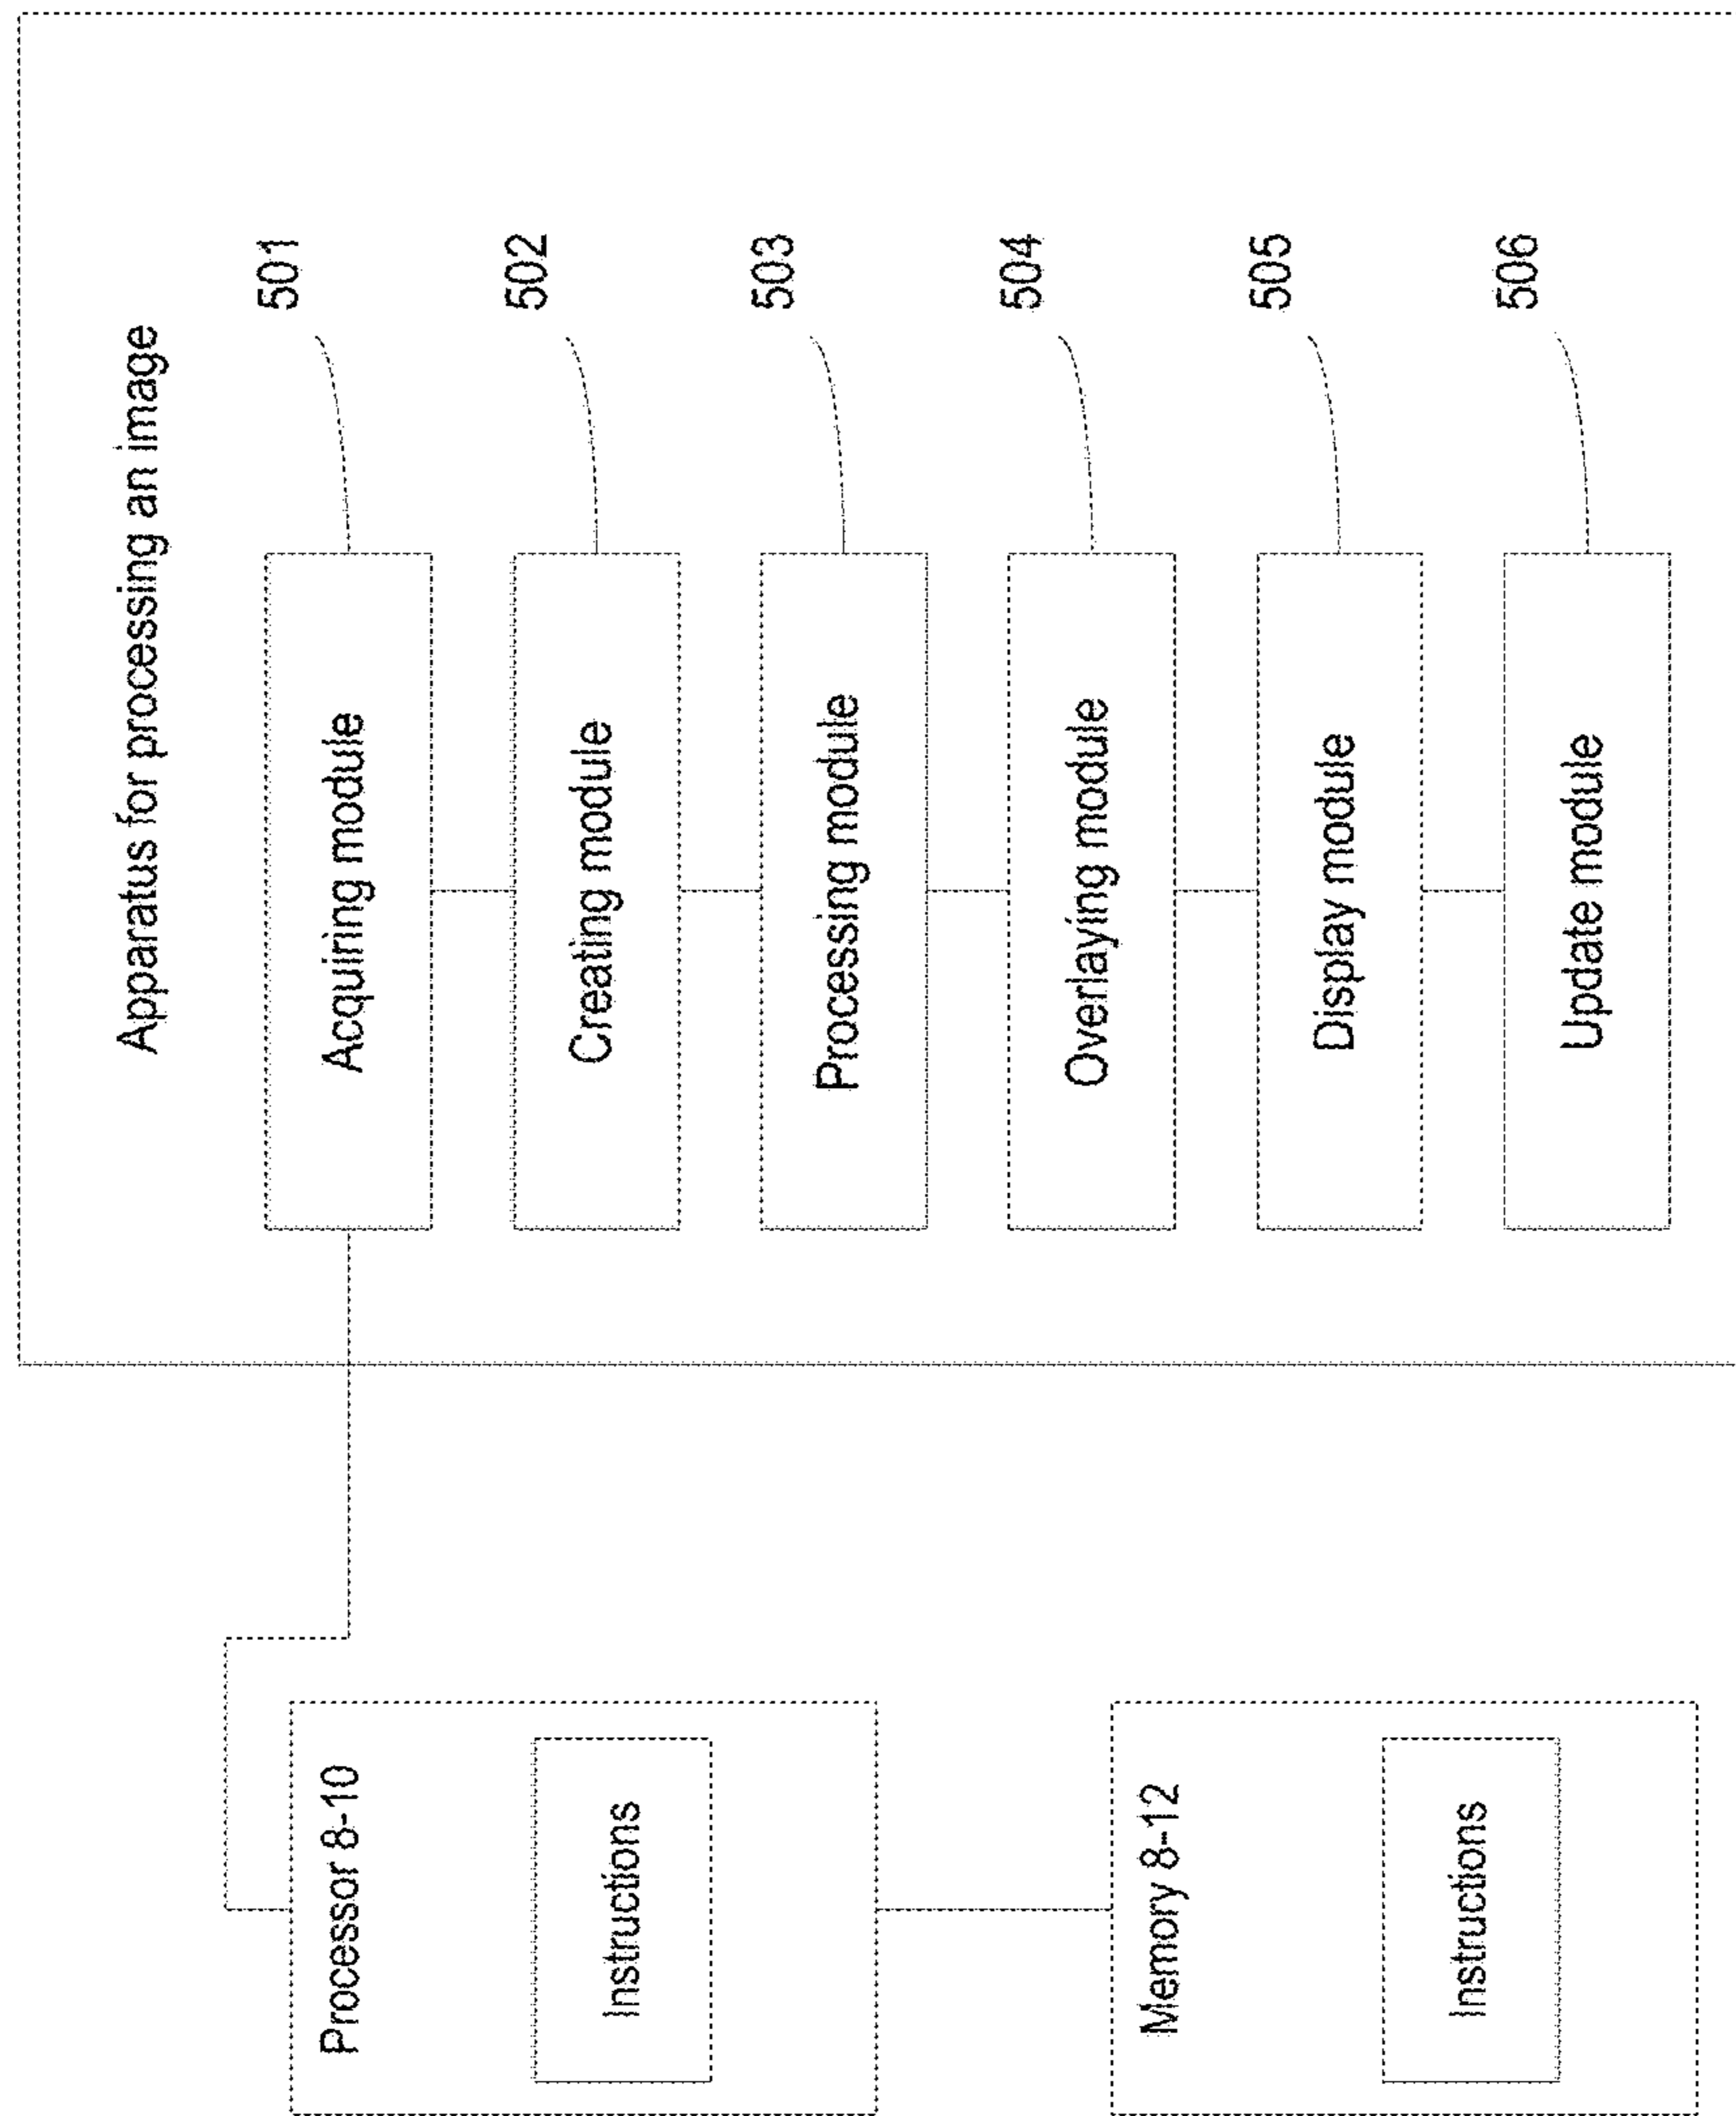 Apparatus for processing an image
Acquiring module
501
Creating module
502
Processing module
503
Overlaying module
504
Display module
505
Update module
506
Processor 8-10
Instructions
Memory 8-12
Instructions